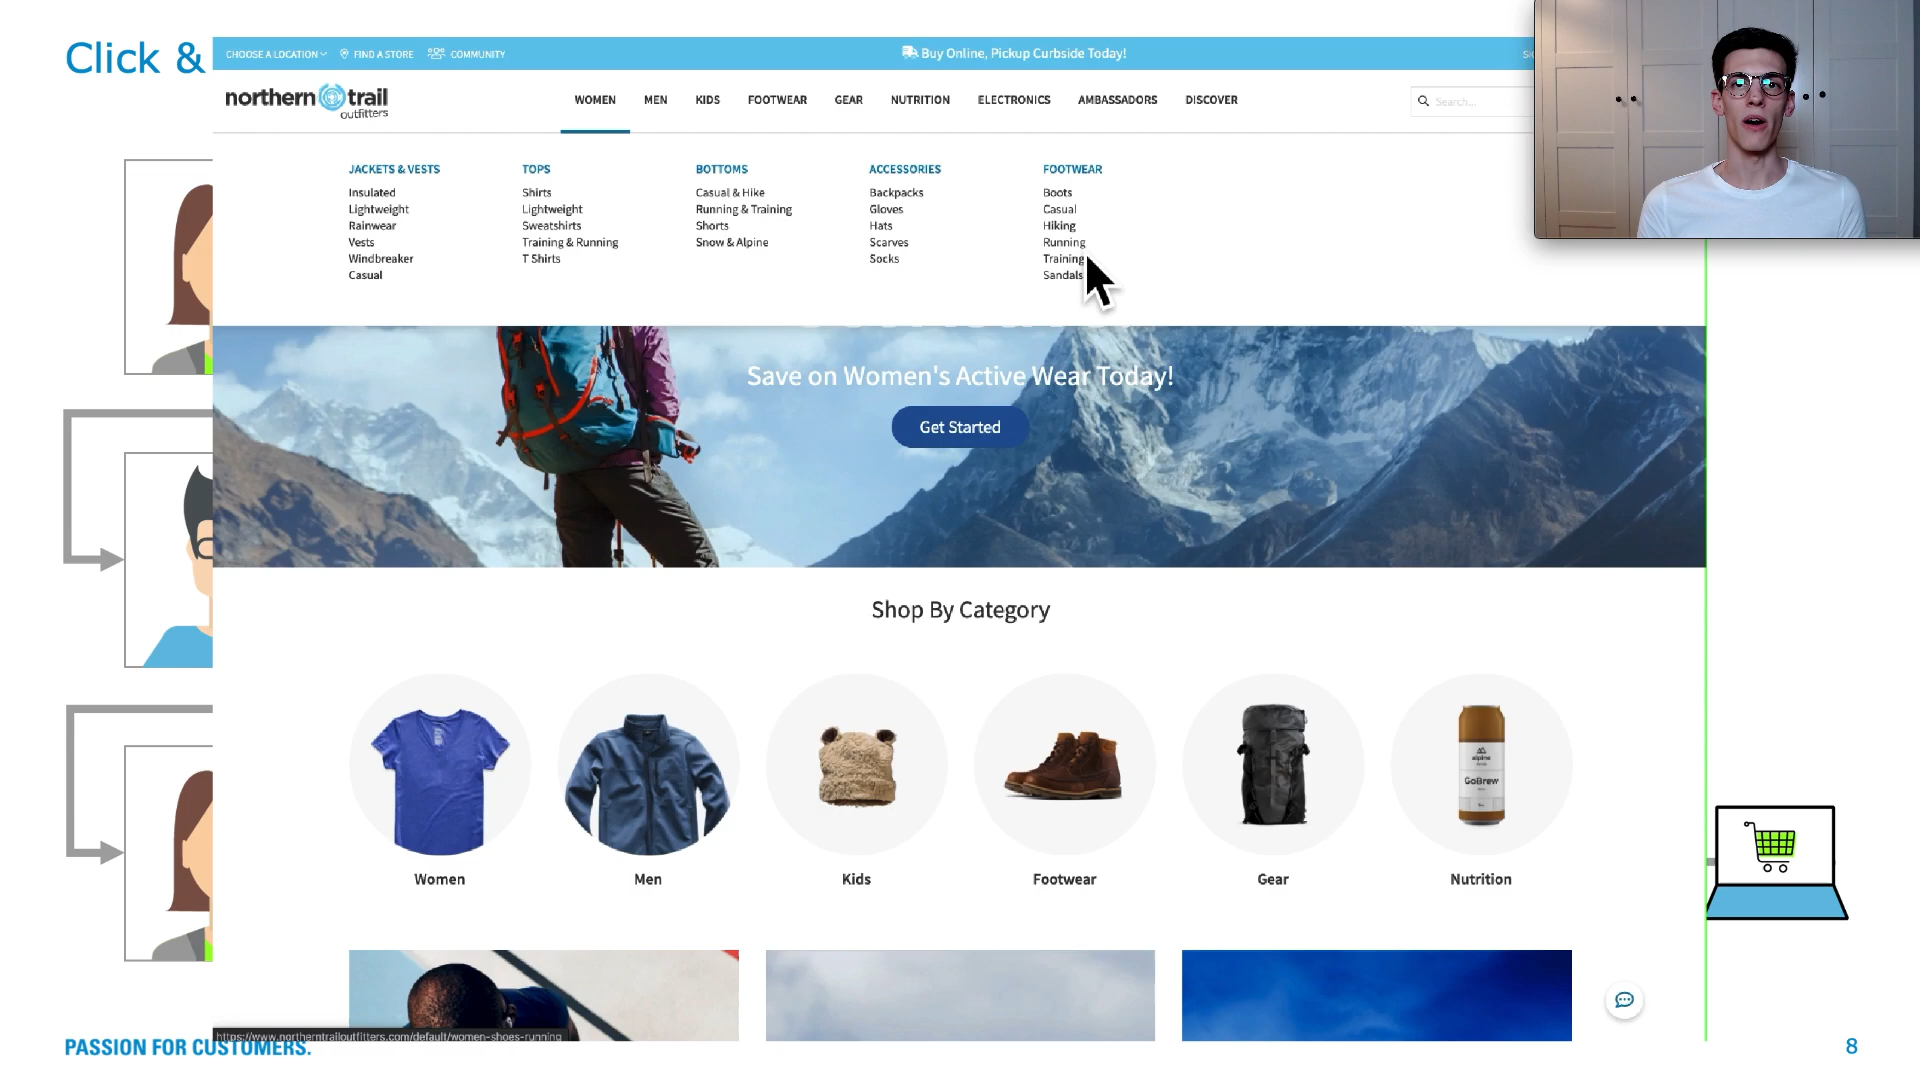 Click &
CHOOSE A LOCATION
FIND A STORE
COMMUNITY
Buy Online, Pickup Curbside Today!
northern trail
outfitters
WOMEN
MEN
KIDS
FOOTWEAR
GEAR
NUTRITION
ELECTRONICS
AMBASSADORS
DISCOVER
Search...
JACKETS & VESTS
Insulated
Lightweight
Rainwear
Vests
Windbreaker
Casual
TOPS
Shirts
Lightweight
Sweatshirts
Training & Running
T Shirts
BOTTOMS
Casual & Hike
Running & Training
Shorts
Snow & Alpine
ACCESSORIES
Backpacks
Gloves
Hats
Scarves
Socks
FOOTWEAR
Boots
Casual
Hiking
Running
Training
Sandals
Save on Women's Active Wear Today!
Get Started
Shop By Category
alpine
GoBrew
Women
Men
Kids
Footwear
Gear
Nutrition
https://www.northerntrailoutfitters.com/default/women-shoes-running
PASSION FOR CUSTOMERS.
8